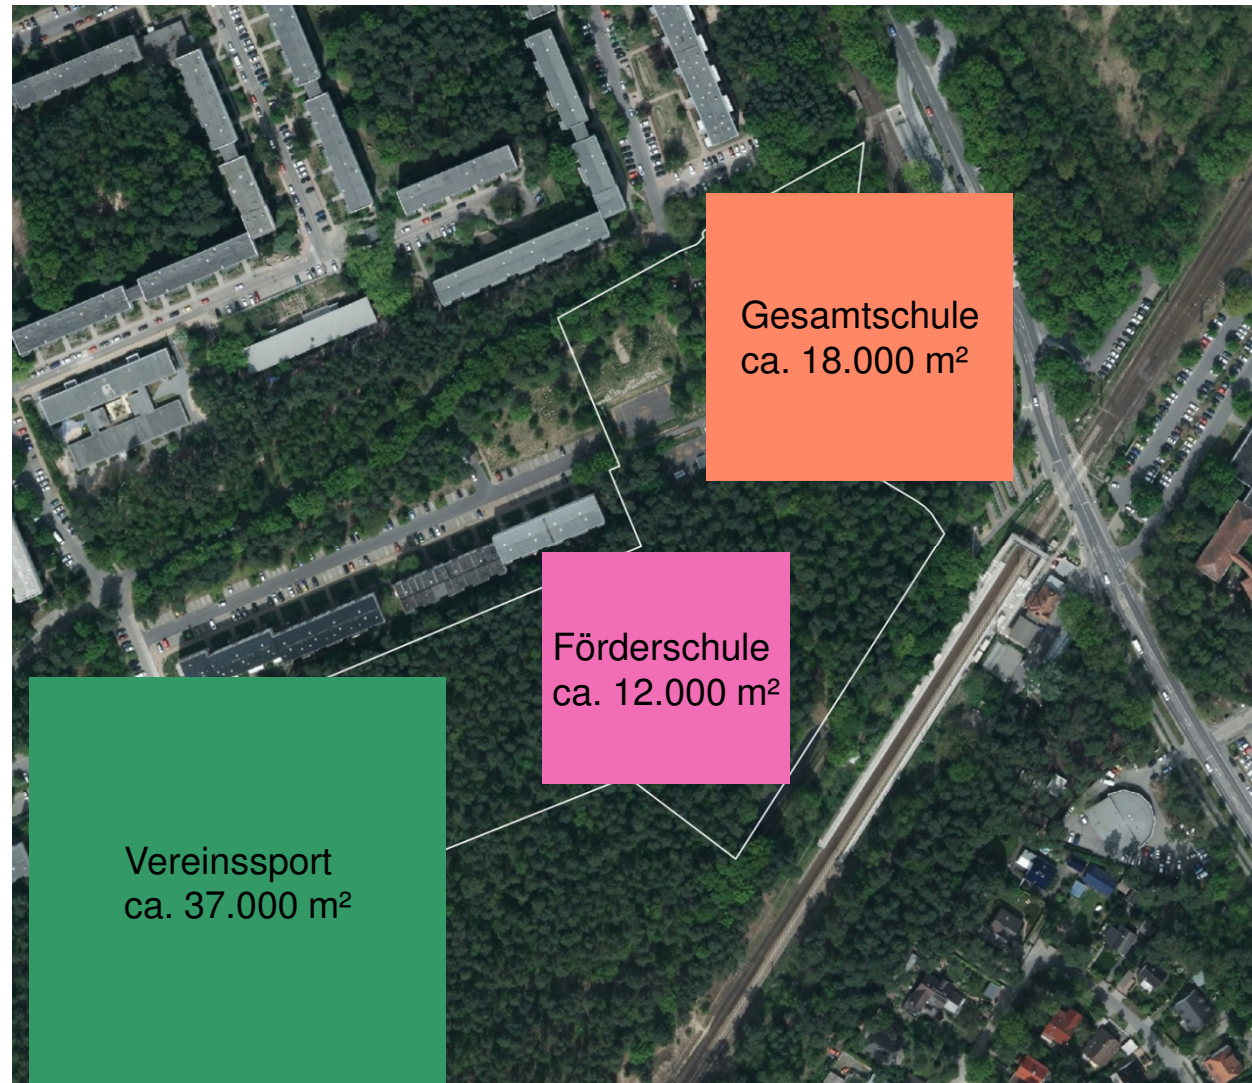 Gesamtschule
ca. 18.000 m²
Förderschule
ca. 12.000 m²
Vereinssport
ca. 37.000 m²